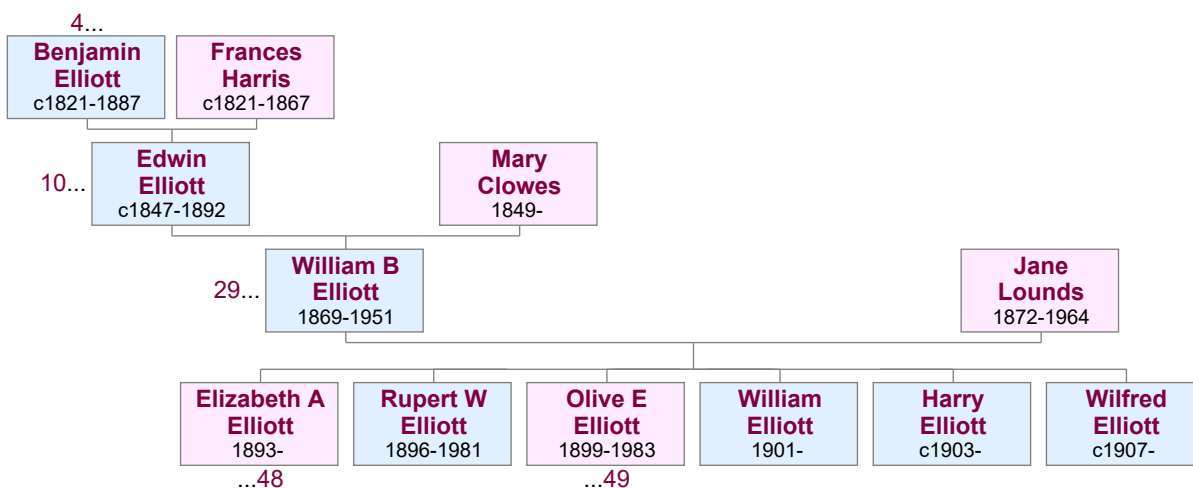 4...
Benjamin
Elliott
c1821-1887
Frances
Harris
c1821-1867
10...
Edwin
Elliott
c1847-1892
Mary
Clowes
1849-
29...
William B
Elliott
1869-1951
Jane
Lounds
1872-1964
Elizabeth A
Elliott
1893-
...48
Rupert W
Elliott
1896-1981
Olive E
Elliott
1899-1983
...49
William
Elliott
1901-
Harry
Elliott
c1903-
Wilfred
Elliott
c1907-